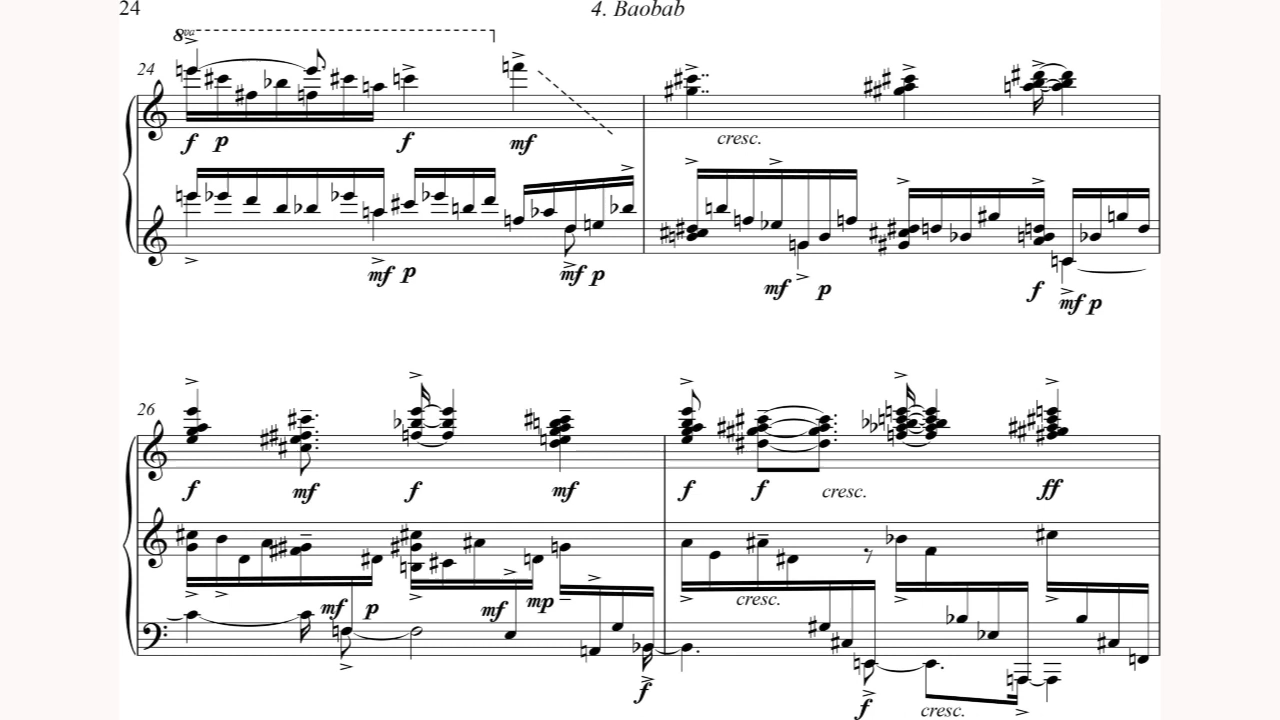 24 4. Baobab
8va
24
f p f mf
cresc.
mf p mf p mf p f mf p
26
f mf f mf f f cresc. ff
mf p mf mp cresc.
f f cresc.